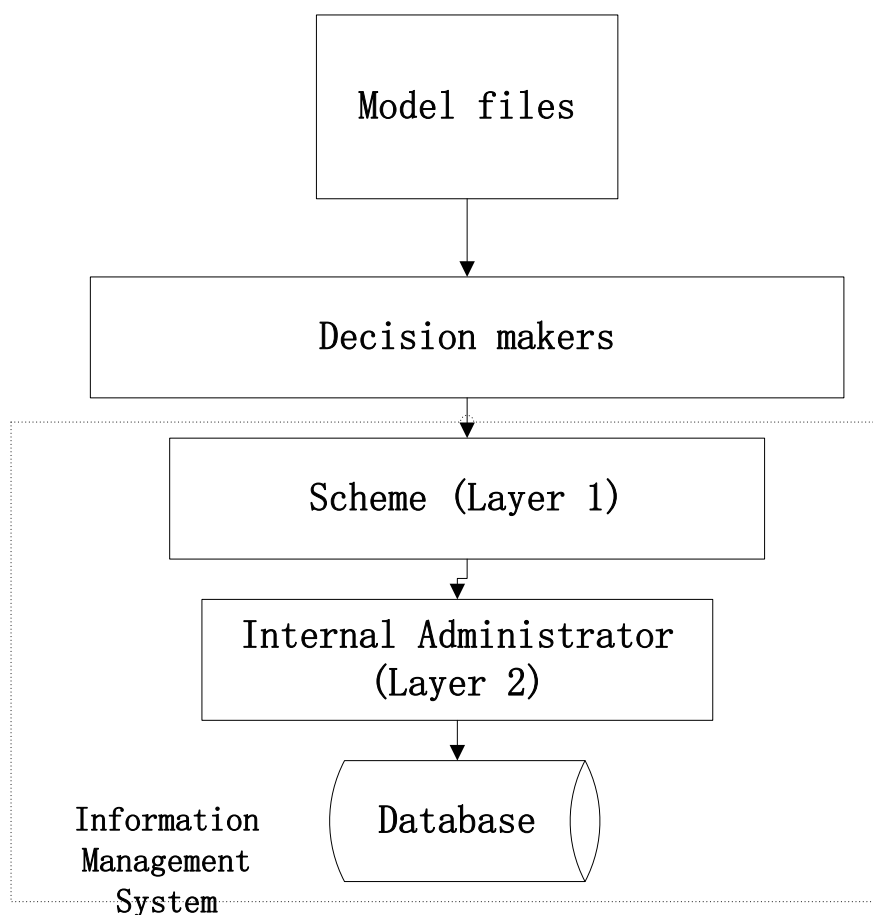 Model files
Decision makers
Scheme (Layer 1)
Internal Administrator
(Layer 2)
Database
Information
Management
System